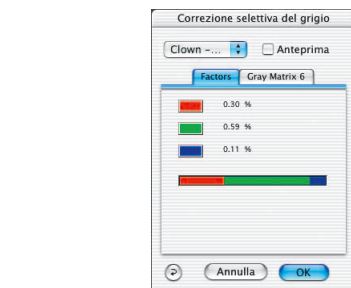 Correzione selettiva del grigio
Clown –... Anteprima
Factors Gray Matrix 6
0.30 %
0.59 %
0.11 %
Annulla OK